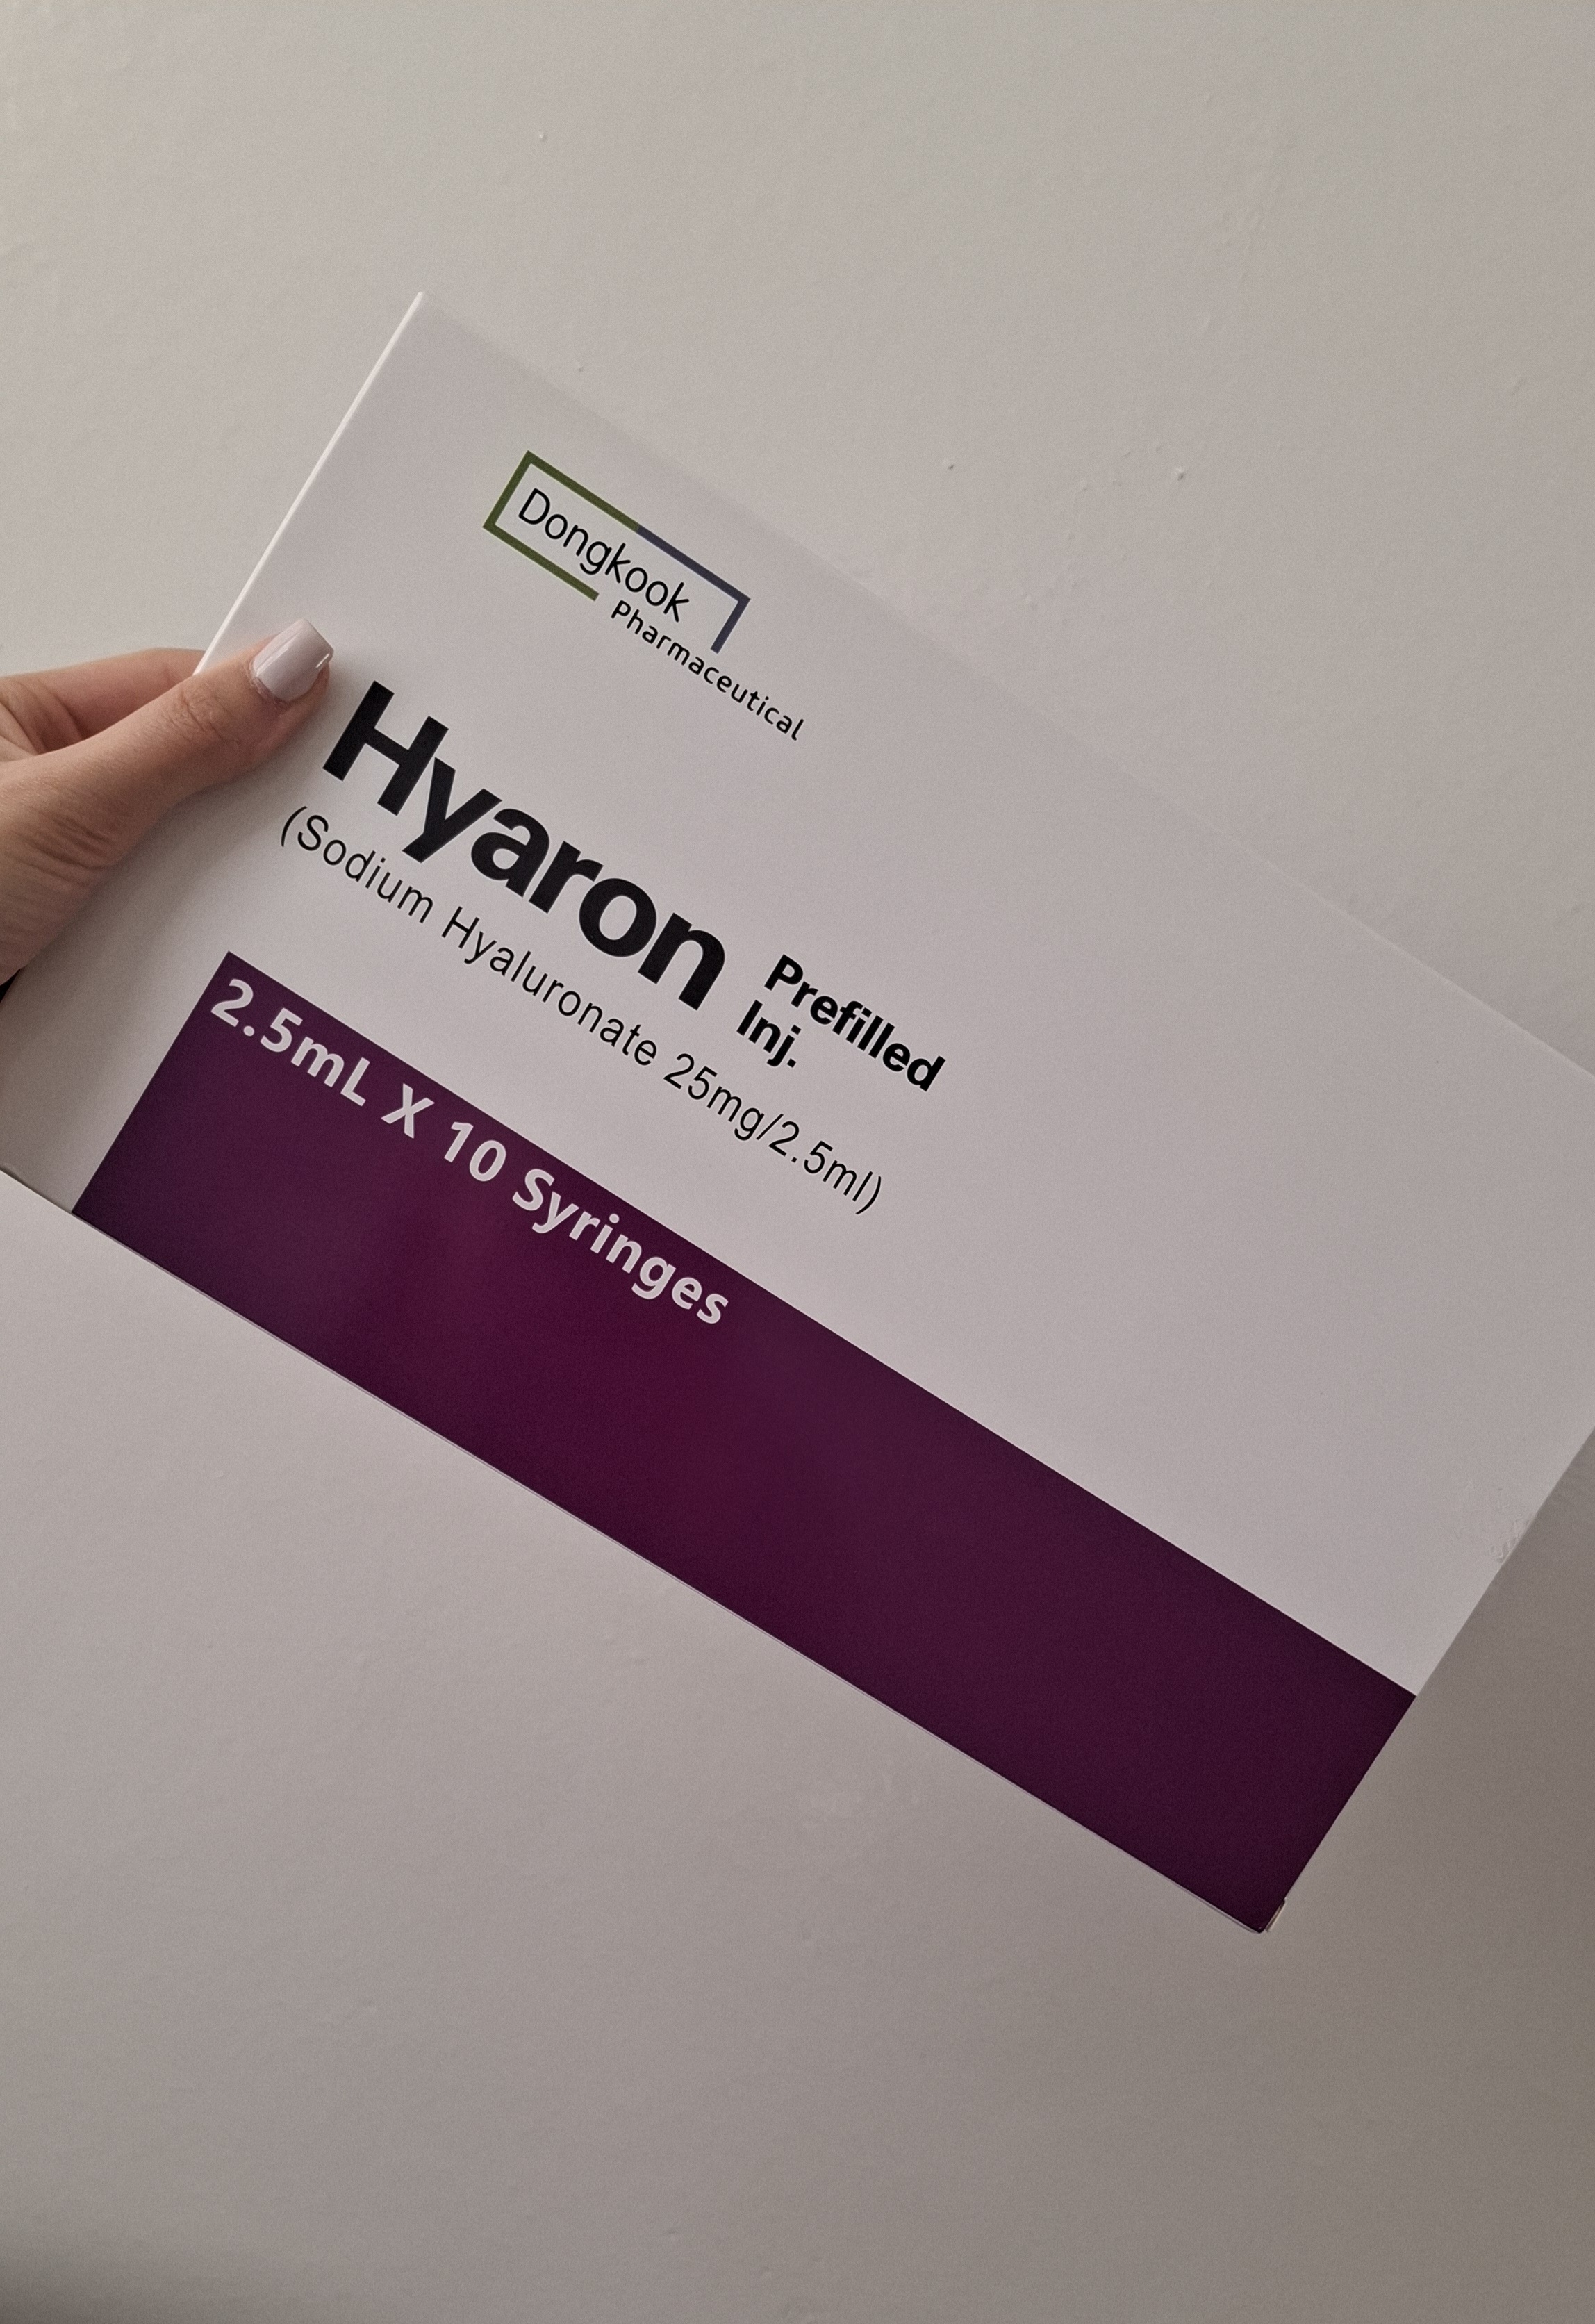 Dongkook
Pharmaceutical
Hyaron Prefilled Inj.
(Sodium Hyaluronate 25mg/2.5ml)
2.5mL X 10 Syringes